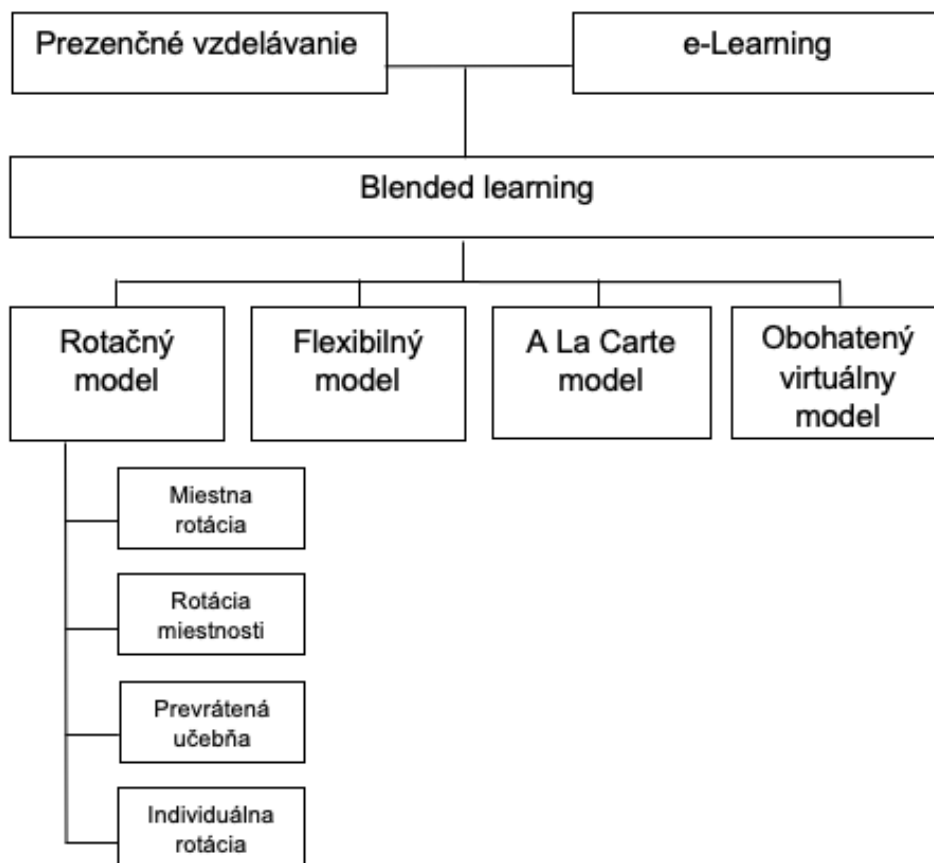 Prezenčné vzdelávanie
e-Learning
Blended learning
Rotačný
model
Flexibilný
model
A La Carte
model
Obohatený
virtuálny
model
Miestna
rotácia
Rotácia
miestnosti
Prevrátená
učebňa
Individuálna
rotácia